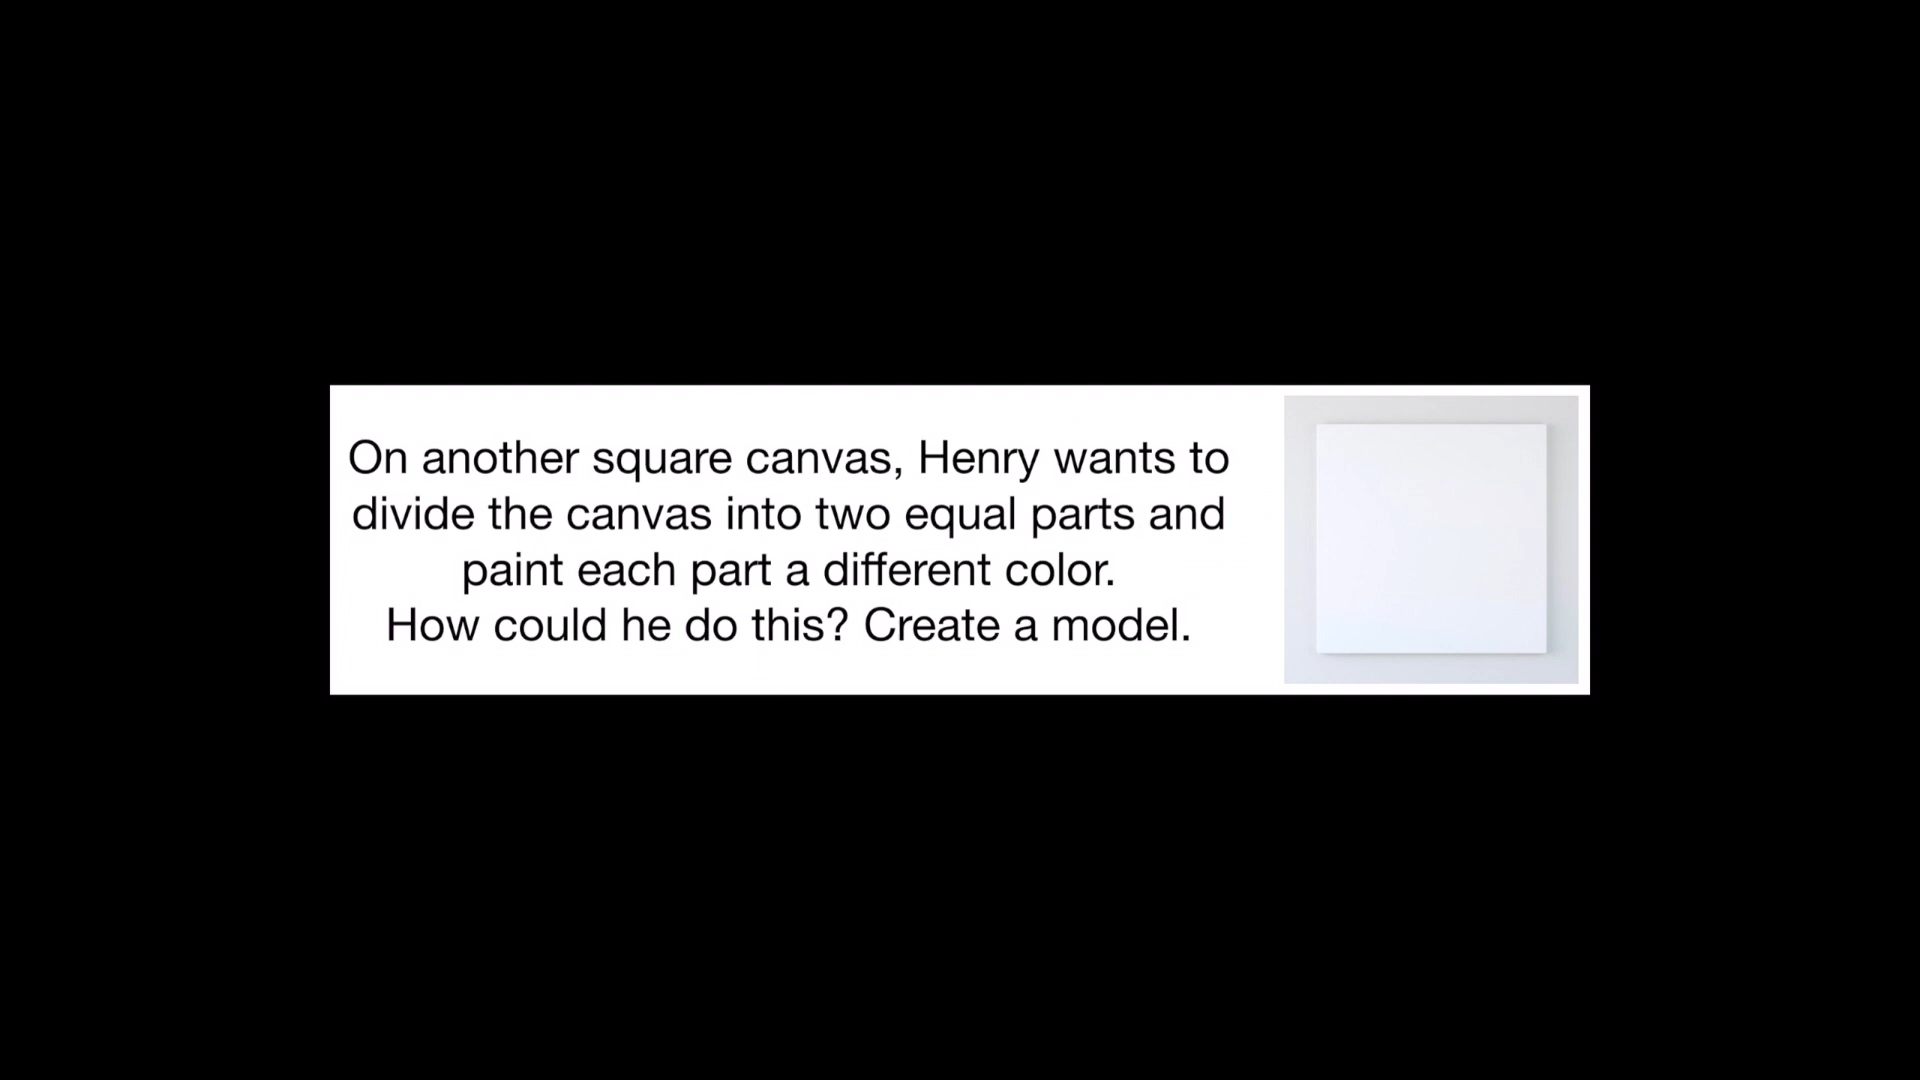 On another square canvas, Henry wants to
divide the canvas into two equal parts and
paint each part a different color.
How could he do this? Create a model.